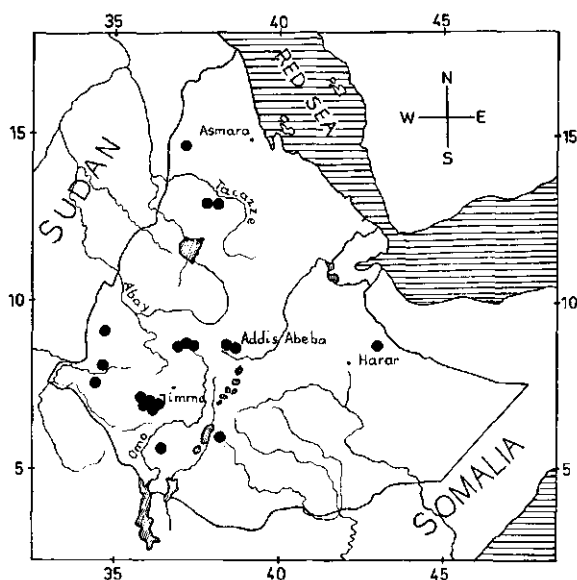 35
40
45
RED SEA
N
W E
S
15
15
Asmara
SUDAN
Tacanze
Abay
10
10
Addis Abeba
Harar
Jimma
Omo
5
5
SOMALIA
35
40
45